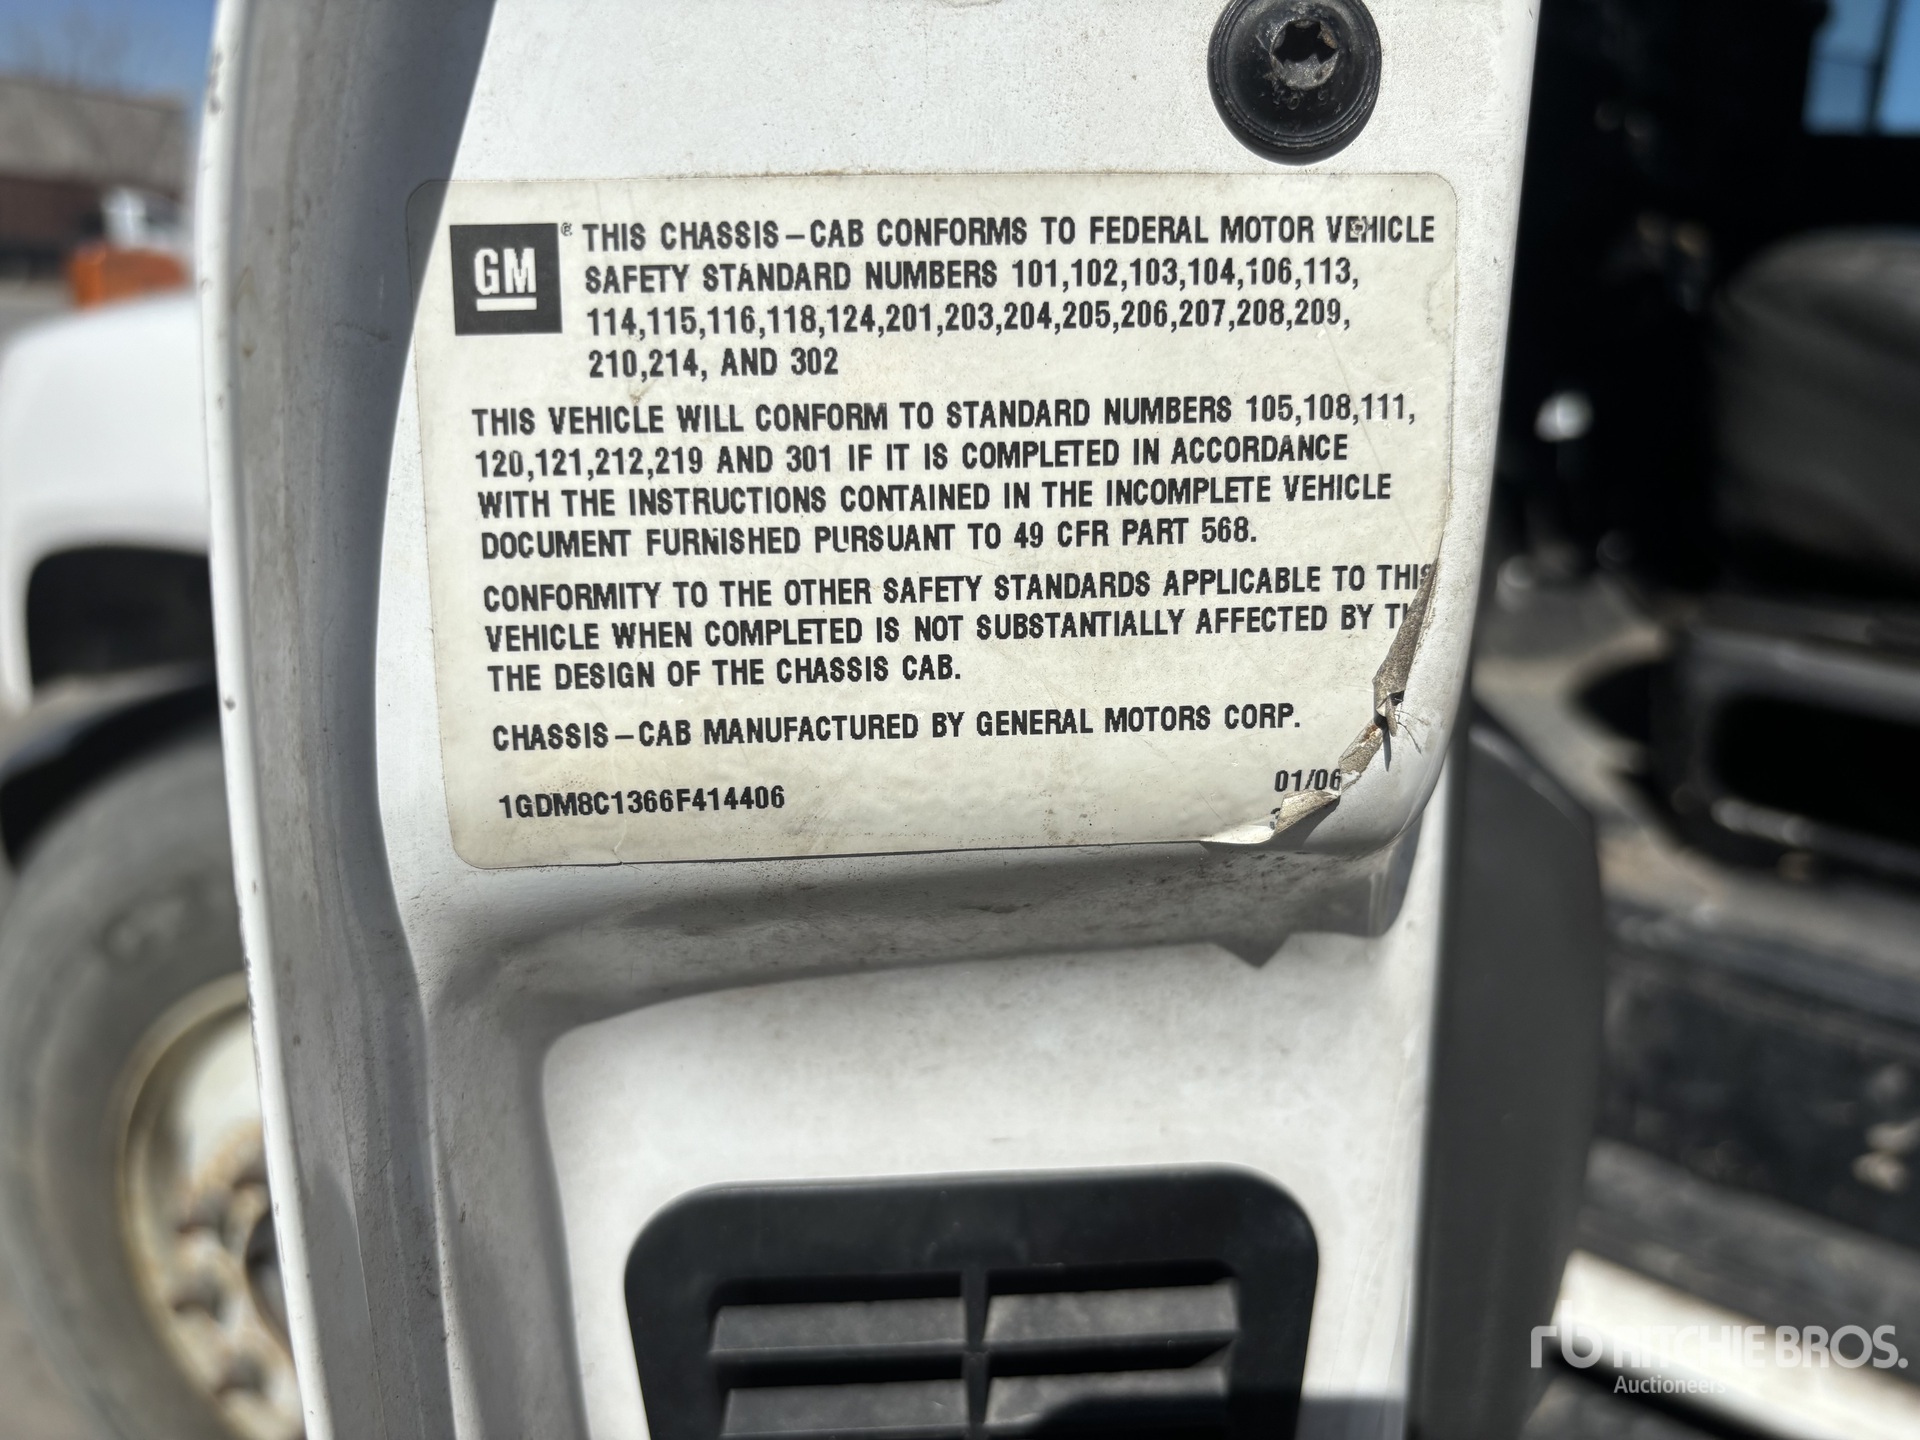 GM ® THIS CHASSIS-CAB CONFORMS TO FEDERAL MOTOR VEHICLE
SAFETY STANDARD NUMBERS 101,102,103,104,106,113,
114,115,116,118,124,201,203,204,205,206,207,208,209,
210,214, AND 302
THIS VEHICLE WILL CONFORM TO STANDARD NUMBERS 105,108,111,
120,121,212,219 AND 301 IF IT IS COMPLETED IN ACCORDANCE
WITH THE INSTRUCTIONS CONTAINED IN THE INCOMPLETE VEHICLE
DOCUMENT FURNISHED PURSUANT TO 49 CFR PART 568.
CONFORMITY TO THE OTHER SAFETY STANDARDS APPLICABLE TO THIS
VEHICLE WHEN COMPLETED IS NOT SUBSTANTIALLY AFFECTED BY
THE DESIGN OF THE CHASSIS CAB.
CHASSIS-CAB MANUFACTURED BY GENERAL MOTORS CORP.
01/06
1GDM8C1366F414406
rb RITCHIE BROS.
Auctioneers